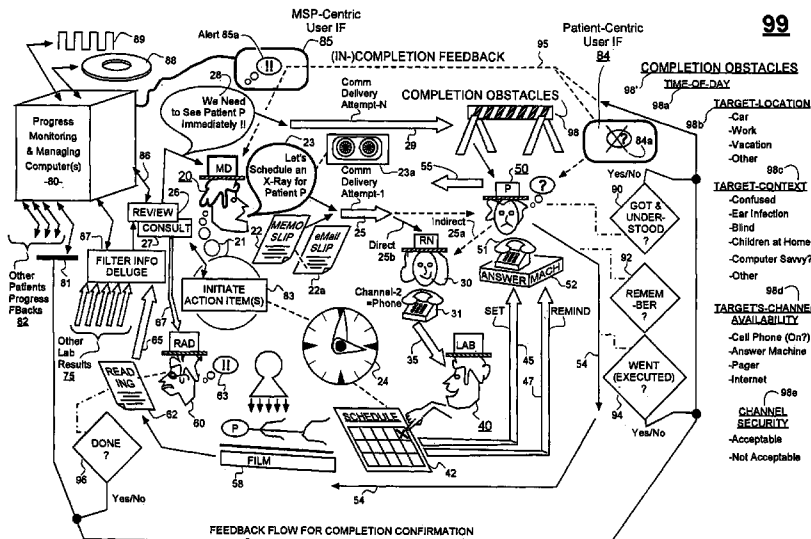 99
MSP-Centric
User IF
85
Patient-Centric
User IF
84
Alert 85a
!!
89
88
(IN-)COMPLETION FEEDBACK
95
COMPLETION OBSTACLES
98'
TIME-OF-DAY
98a
TARGET-LOCATION
98b
-Car
-Work
-Vacation
-Other
98c
TARGET-CONTEXT
-Confused
-Ear Infection
-Blind
-Children at Home
-Computer Savvy?
-Other
98d
TARGET'S-CHANNEL
AVAILABILITY
-Cell Phone (On?)
-Answer Machine
-Pager
-Internet
98e
CHANNEL
SECURITY
-Acceptable
-Not Acceptable
28
We Need
to See Patient P
Immediately !!
Comm
Delivery
Attempt-N
29
COMPLETION OBSTACLES
98
84a
?
Progress
Monitoring
& Managing
Computer(s)
-80-
86
20
MD
23
Let's
Schedule an
X-Ray for
Patient P
23a
Comm
Delivery
Attempt-1
25
55
50
P
?
Indirect
25a
Direct
25b
Yes/No
90
GOT &
UNDER-
STOOD
?
26
REVIEW
CONSULT
27
21
22
MEMO
SLIP
eMail
SLIP
22a
RN
30
51
ANSWER
MACH
52
92
REMEM
-BER
?
87
81
FILTER INFO
DELUGE
Other
Patients
Progress
FBacks
82
INITIATE
ACTION ITEM(S)
83
Channel-2
=Phone
31
35
SET
REMIND
45
47
54
WENT
(EXECUTED)
?
94
Yes/No
Other
Lab
Results
75
65
67
RAD
!!
63
60
READ
ING
62
24
LAB
40
SCHEDULE
42
P
FILM
58
54
DONE
?
96
Yes/No
FEEDBACK FLOW FOR COMPLETION CONFIRMATION